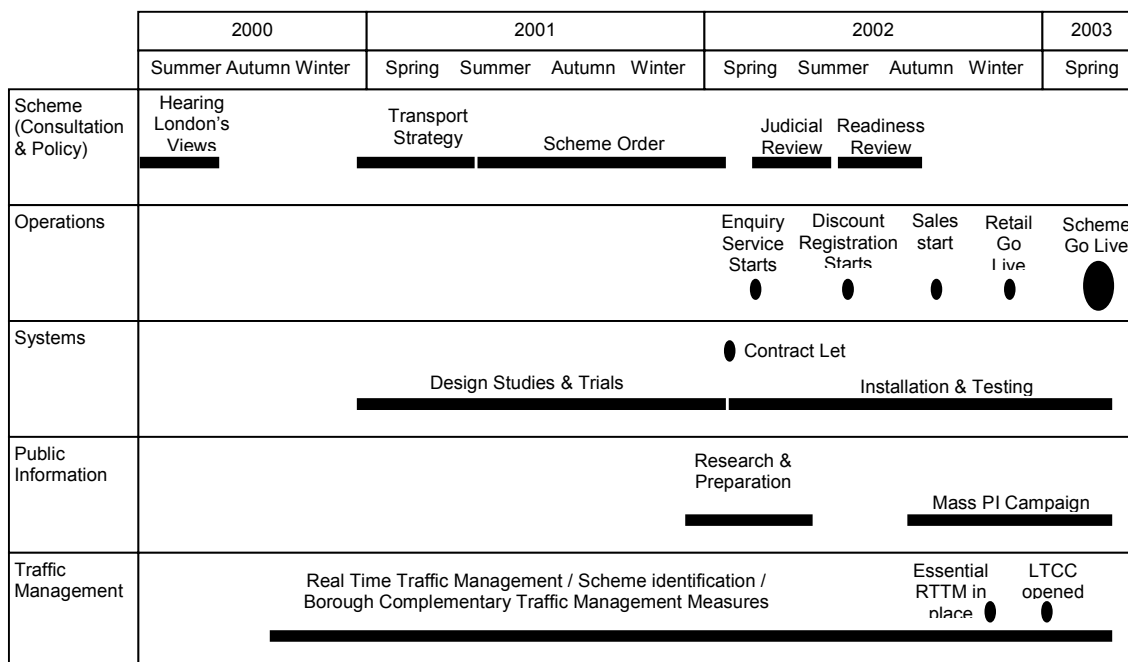 2000 2001 2002 2003
Summer Autumn Winter Spring Summer Autumn Winter Spring Summer Autumn Winter Spring
Scheme
(Consultation
& Policy)
Hearing
London's
Views
Transport
Strategy
Scheme Order
Judicial
Review
Readiness
Review
Operations
Enquiry
Service
Starts
Discount
Registration
Starts
Sales
start
Retail
Go
Live
Scheme
Go Live
Systems
Contract Let
Design Studies & Trials
Installation & Testing
Public
Information
Research &
Preparation
Mass PI Campaign
Traffic
Management
Real Time Traffic Management / Scheme identification /
Borough Complementary Traffic Management Measures
Essential
RTTM in
place
LTCC
opened